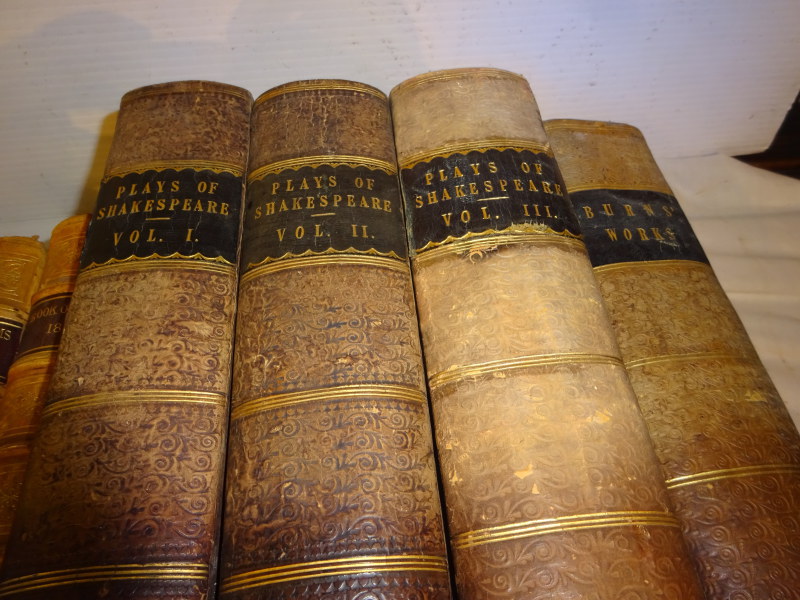 PLAYS OF
SHAKESPEARE
VOL. I.
PLAYS OF
SHAKESPEARE
VOL. II.
PLAYS OF
SHAKESPEARE
VOL. III.
BURNS'
WORKS